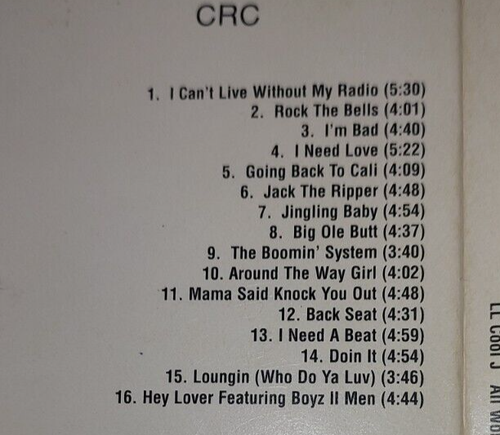 CRC
1. I Can't Live Without My Radio (5:30)
2. Rock The Bells (4:01)
3. I'm Bad (4:40)
4. I Need Love (5:22)
5. Going Back To Cali (4:09)
6. Jack The Ripper (4:48)
7. Jingling Baby (4:54)
8. Big Ole Butt (4:37)
9. The Boomin' System (3:40)
10. Around The Way Girl (4:02)
11. Mama Said Knock You Out (4:48)
12. Back Seat (4:31)
13. I Need A Beat (4:59)
14. Doin It (4:54)
15. Loungin (Who Do Ya Luv) (3:46)
16. Hey Lover Featuring Boyz II Men (4:44)
LL Cool J All